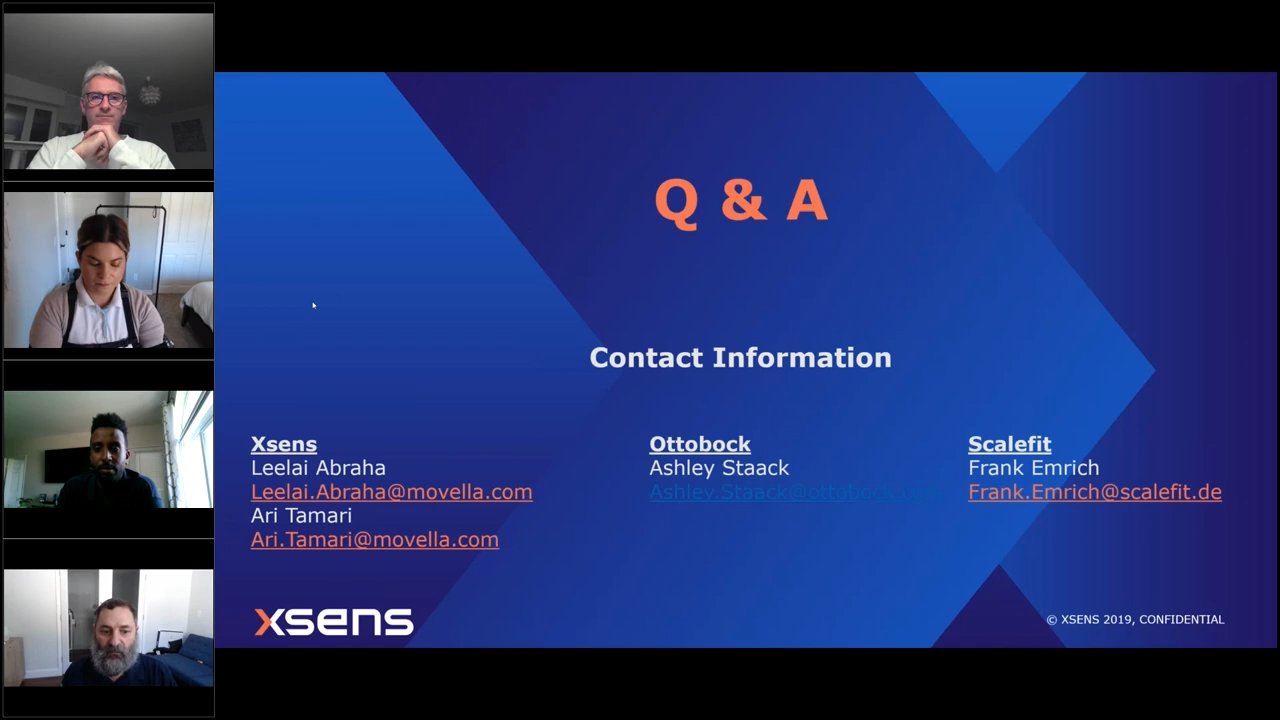 Q & A
Contact Information
Xsens
Leelai Abraha
Leelai.Abraha@movella.com
Ari Tamari
Ari.Tamari@movella.com
Ottobock
Ashley Staack
Scalefit
Frank Emrich
Frank.Emrich@scalefit.de
xsens
© XSENS 2019, CONFIDENTIAL